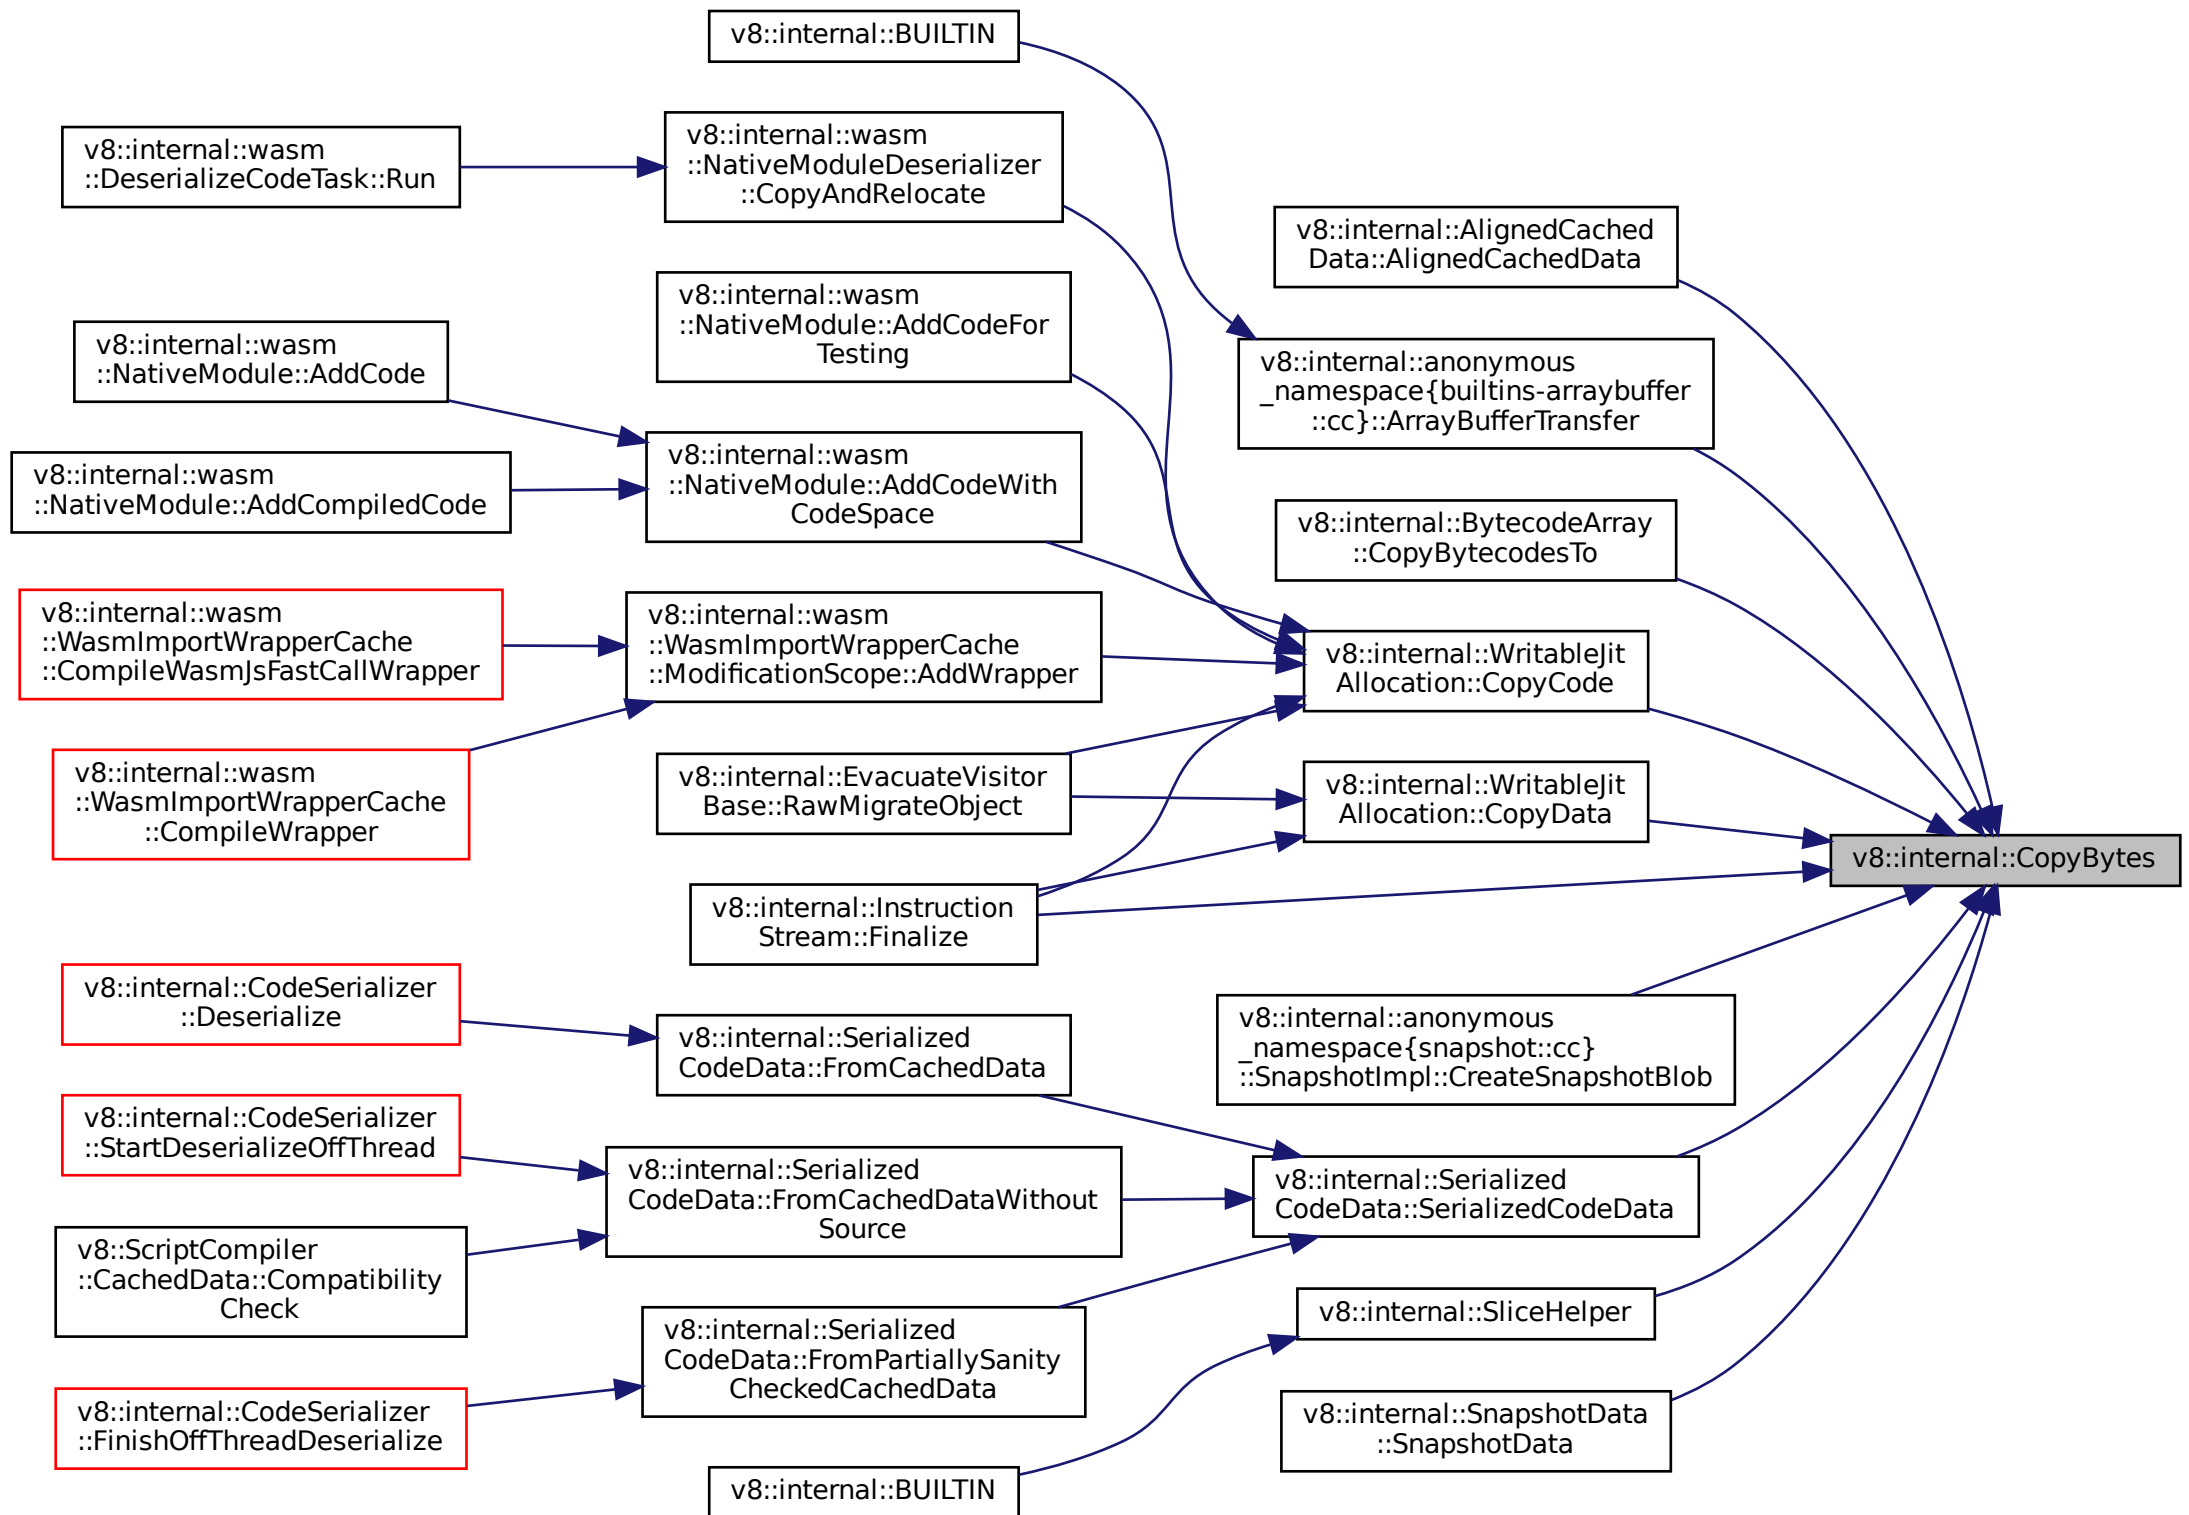 v8::internal::BUILTIN
v8::internal::wasm
::DeserializeCodeTask::Run
v8::internal::wasm
::NativeModuleDeserializer
::CopyAndRelocate
v8::internal::AlignedCached
Data::AlignedCachedData
v8::internal::wasm
::NativeModule::AddCodeFor
Testing
v8::internal::wasm
::NativeModule::AddCode
v8::internal::anonymous
_namespace{builtins-arraybuffer
::cc}::ArrayBufferTransfer
v8::internal::wasm
::NativeModule::AddCompiledCode
v8::internal::wasm
::NativeModule::AddCodeWith
CodeSpace
v8::internal::BytecodeArray
::CopyBytecodesTo
v8::internal::wasm
::WasmImportWrapperCache
::CompileWasmJsFastCallWrapper
v8::internal::wasm
::WasmImportWrapperCache
::ModificationScope::AddWrapper
v8::internal::WritableJit
Allocation::CopyCode
v8::internal::wasm
::WasmImportWrapperCache
::CompileWrapper
v8::internal::EvacuateVisitor
Base::RawMigrateObject
v8::internal::WritableJit
Allocation::CopyData
v8::internal::CopyBytes
v8::internal::Instruction
Stream::Finalize
v8::internal::CodeSerializer
::Deserialize
v8::internal::Serialized
CodeData::FromCachedData
v8::internal::anonymous
_namespace{snapshot::cc}
::SnapshotImpl::CreateSnapshotBlob
v8::internal::CodeSerializer
::StartDeserializeOffThread
v8::internal::Serialized
CodeData::FromCachedDataWithout
Source
v8::internal::Serialized
CodeData::SerializedCodeData
v8::ScriptCompiler
::CachedData::Compatibility
Check
v8::internal::Serialized
CodeData::FromPartiallySanity
CheckedCachedData
v8::internal::SliceHelper
v8::internal::CodeSerializer
::FinishOffThreadDeserialize
v8::internal::SnapshotData
::SnapshotData
v8::internal::BUILTIN